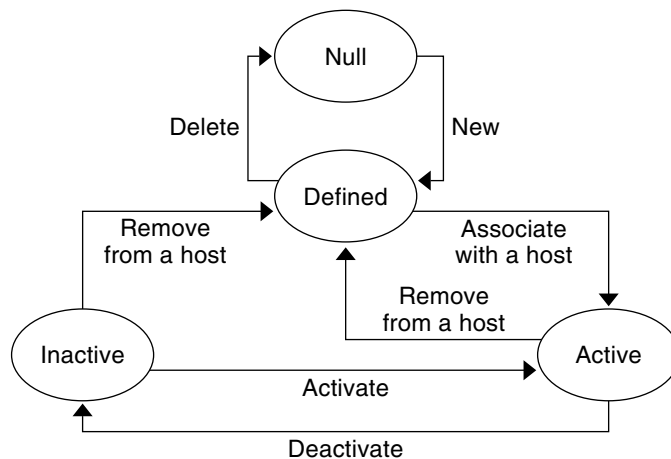 Null
Delete
New
Defined
Remove
from a host
Associate
with a host
Remove
from a host
Inactive
Active
Activate
Deactivate